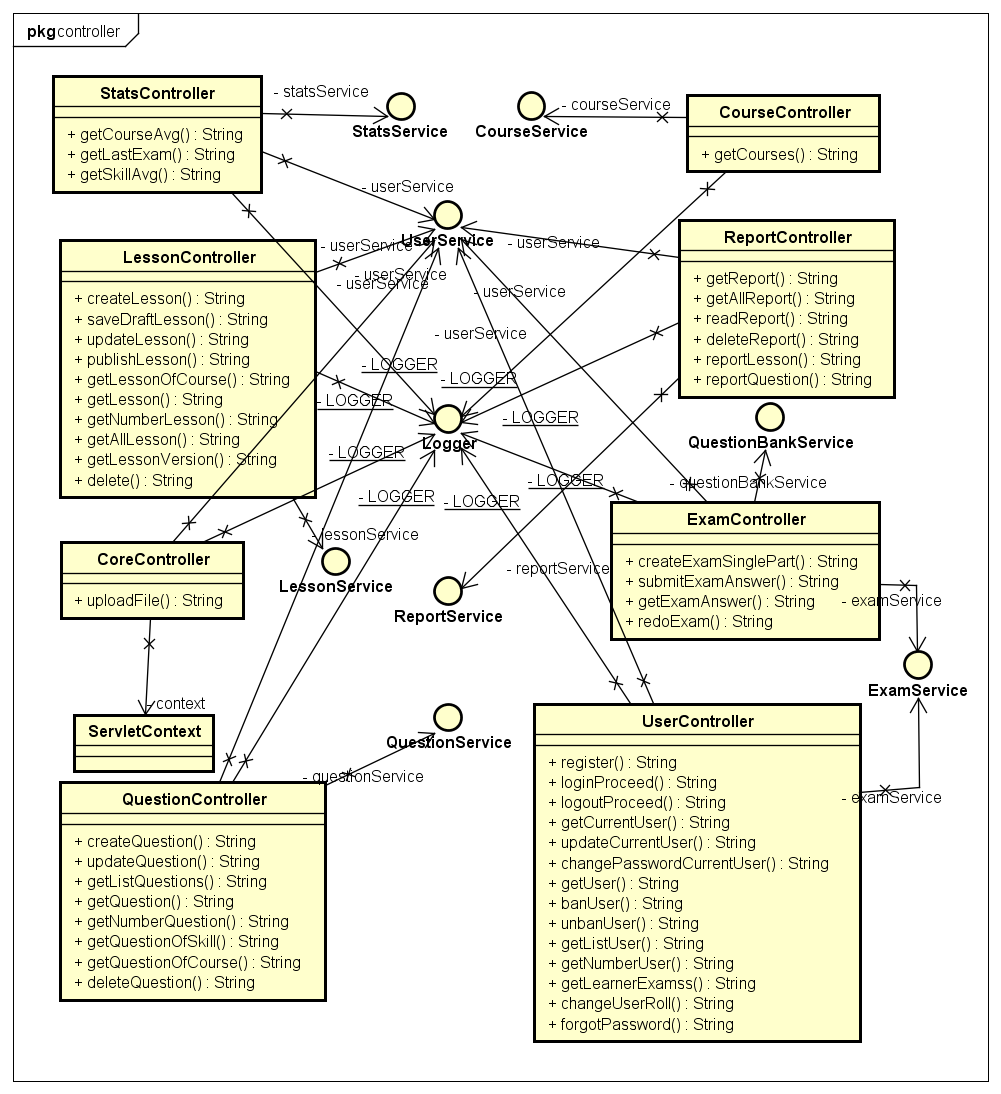 pkg controller
StatsController
+ getCourseAvg() : String
+ getLastExam() : String
+ getSkillAvg() : String
- statsService
StatsService
CourseService
- courseService
CourseController
+ getCourses() : String
- userService
UserService
- userService
- userService
- userService
- userService
- userService
- userService
LessonController
+ createLesson() : String
+ saveDraftLesson() : String
+ updateLesson() : String
+ publishLesson() : String
+ getLessonOfCourse() : String
+ getLesson() : String
+ getNumberLesson() : String
+ getAllLesson() : String
+ getLessonVersion() : String
+ delete() : String
ReportController
+ getReport() : String
+ getAllReport() : String
+ readReport() : String
+ deleteReport() : String
+ reportLesson() : String
+ reportQuestion() : String
- LOGGER
- LOGGER
- LOGGER
- LOGGER
Logger
- LOGGER
- LOGGER
- LOGGER
- LOGGER
QuestionBankService
- questionBankService
ExamController
+ createExamSinglePart() : String
+ submitExamAnswer() : String
+ getExamAnswer() : String
+ redoExam() : String
- lessonService
LessonService
CoreController
+ uploadFile() : String
- reportService
ReportService
- examService
ExamService
- context
ServletContext
QuestionService
- questionService
QuestionController
+ createQuestion() : String
+ updateQuestion() : String
+ getListQuestions() : String
+ getQuestion() : String
+ getNumberQuestion() : String
+ getQuestionOfSkill() : String
+ getQuestionOfCourse() : String
+ deleteQuestion() : String
UserController
+ register() : String
+ loginProceed() : String
+ logoutProceed() : String
+ getCurrentUser() : String
+ updateCurrentUser() : String
+ changePasswordCurrentUser() : String
+ getUser() : String
+ banUser() : String
+ unbanUser() : String
+ getListUser() : String
+ getNumberUser() : String
+ getLearnerExamss() : String
+ changeUserRoll() : String
+ forgotPassword() : String
- examService